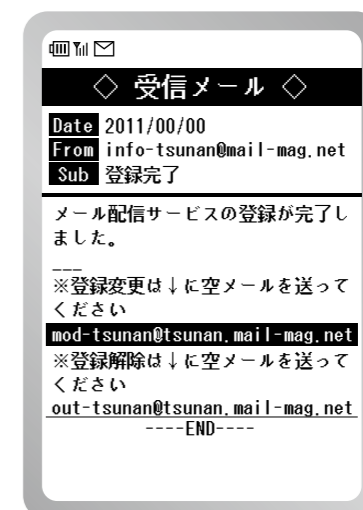 ◇ 受信メール ◇
Date 2011/00/00
From info-tsunan@mail-mag.net
Sub 登録完了
メール配信サービスの登録が完了し
ました。
___
※登録変更は↓に空メールを送って
ください
mod-tsunan@tsunan.mail-mag.net
※登録解除は↓に空メールを送って
ください
out-tsunan@tsunan.mail-mag.net
----END----